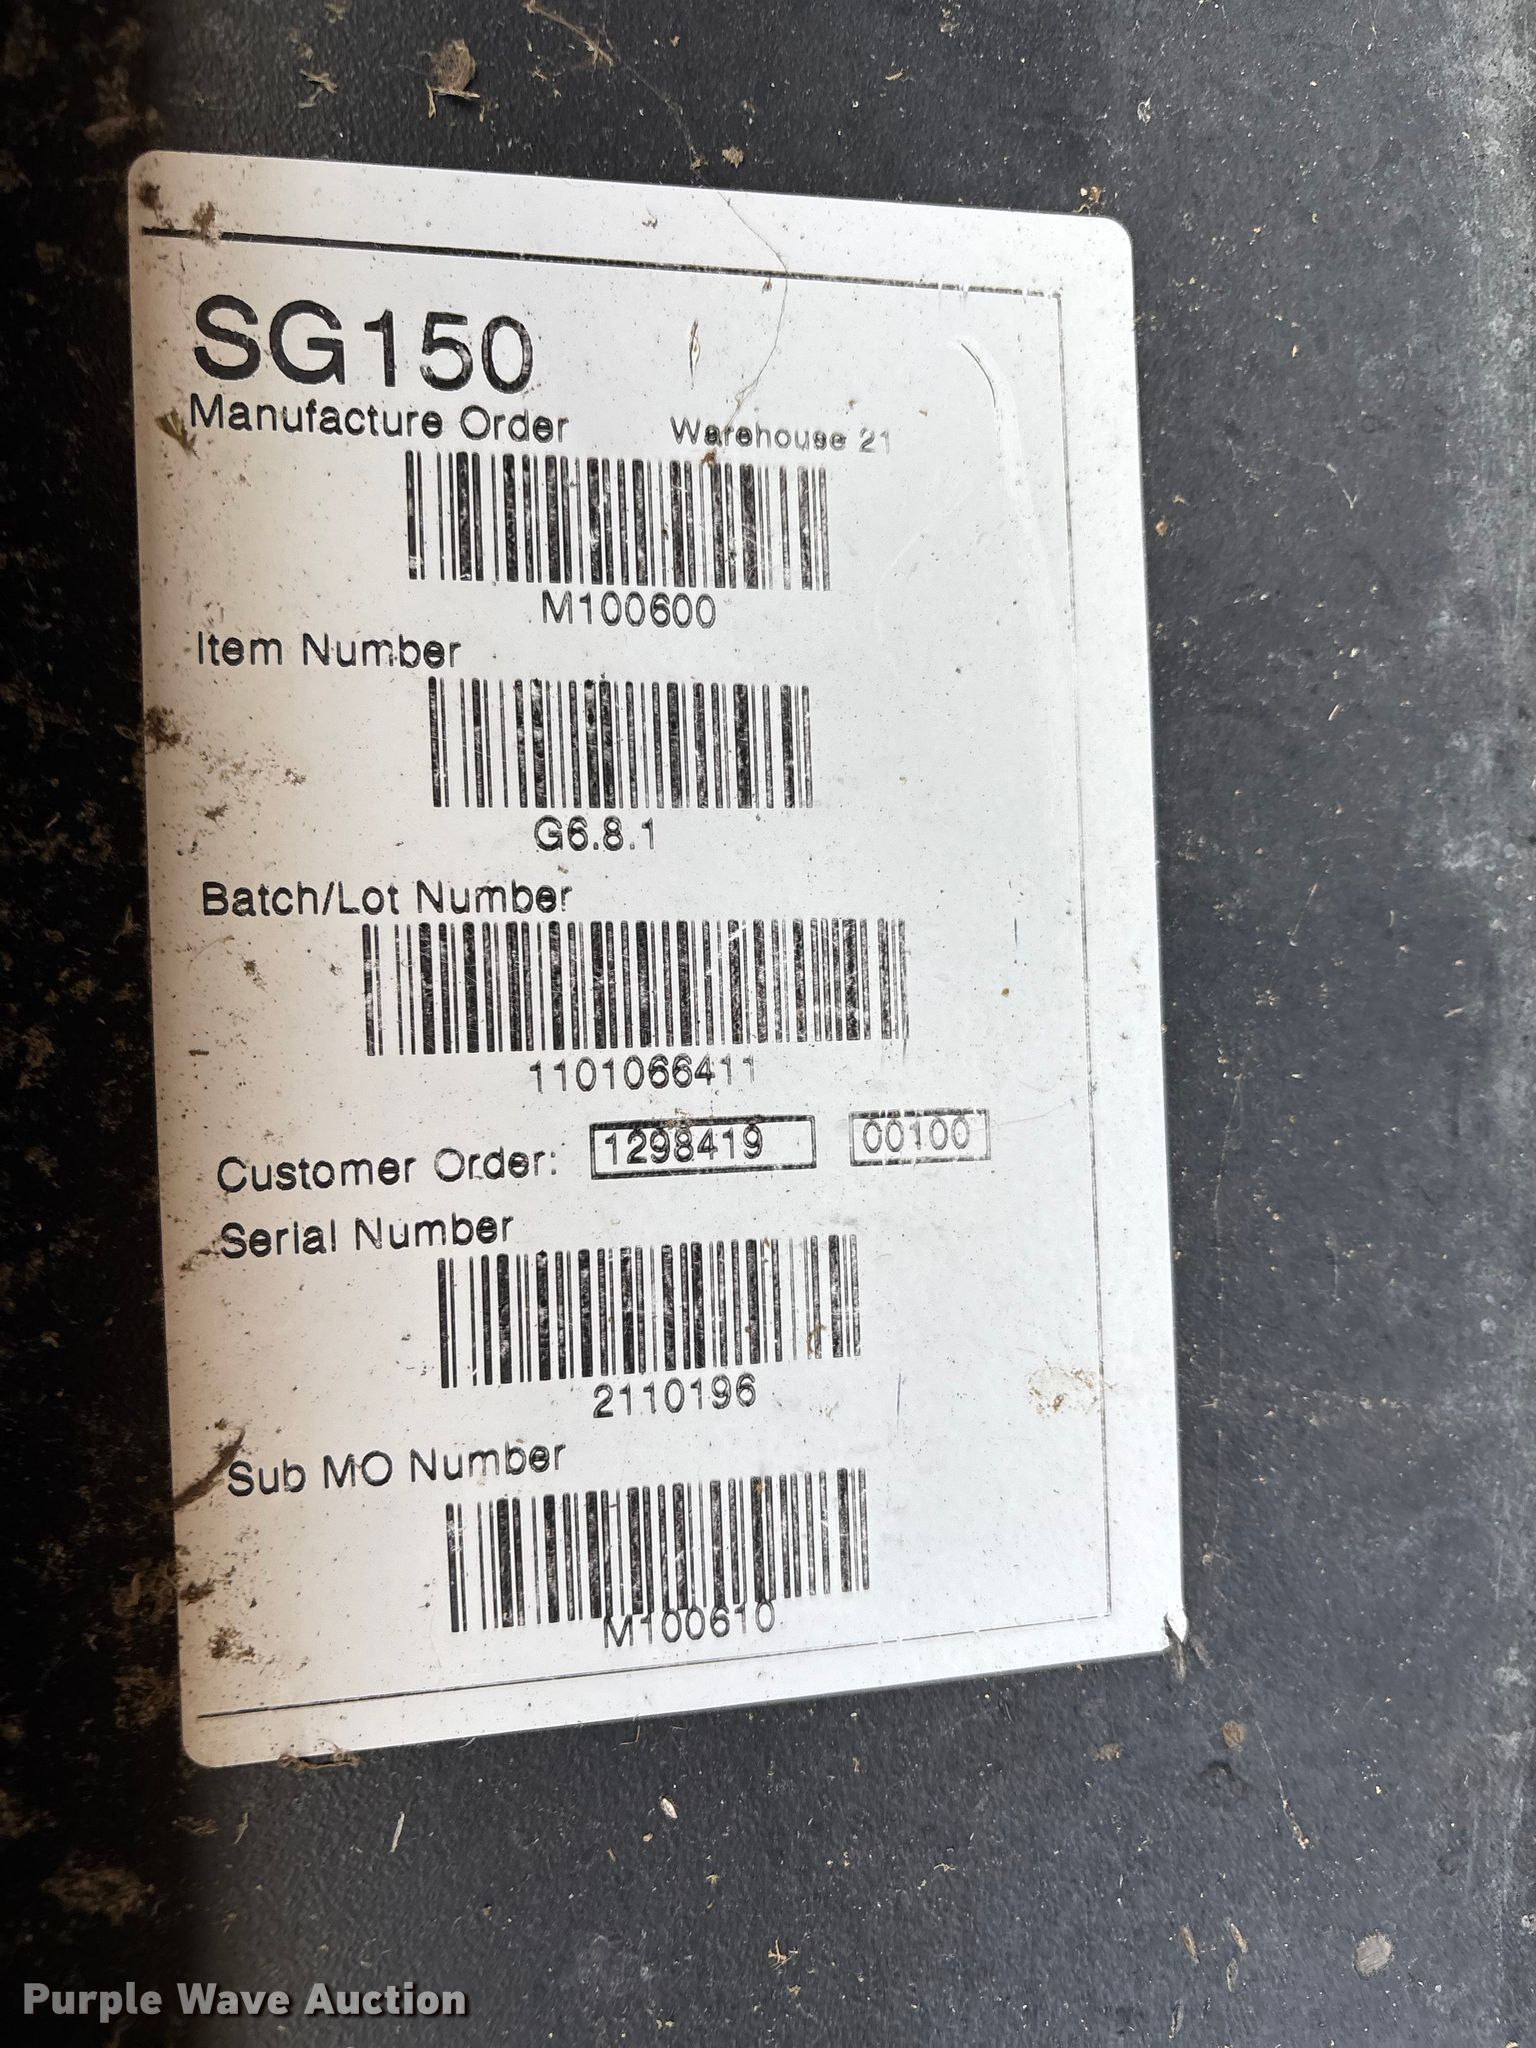 SG150
Manufacture Order Warehouse 21
M100600
Item Number
G6.8.1
Batch/Lot Number
1101066411
Customer Order: 1298419 00100
Serial Number
2110196
Sub MO Number
M100610
Purple Wave Auction